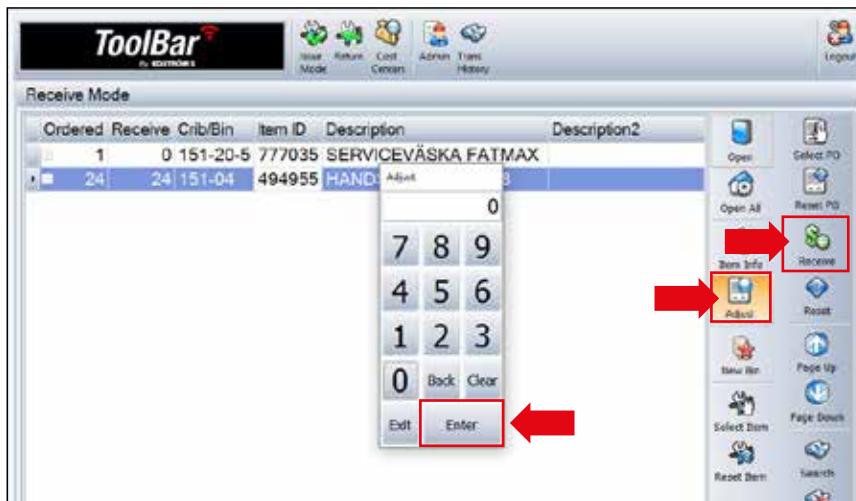 ToolBar
By EDSTRÖMS
Issue Mode
Return
Cost Centers
Admin
Trans History
Logout
Receive Mode
Ordered Receive Crib/Bin Item ID Description Description2
1 0 151-20-5 777035 SERVICEVÄSKA FATMAX
24 24 151-04 494955 HAND
Adjust
0
7 8 9
4 5 6
1 2 3
0 Back Clear
Exit Enter
Open
Open All
Item Info
Adjust
New Bin
Select Item
Reset Item
Select PO
Reset PO
Receive
Reset
Page Up
Page Down
Search